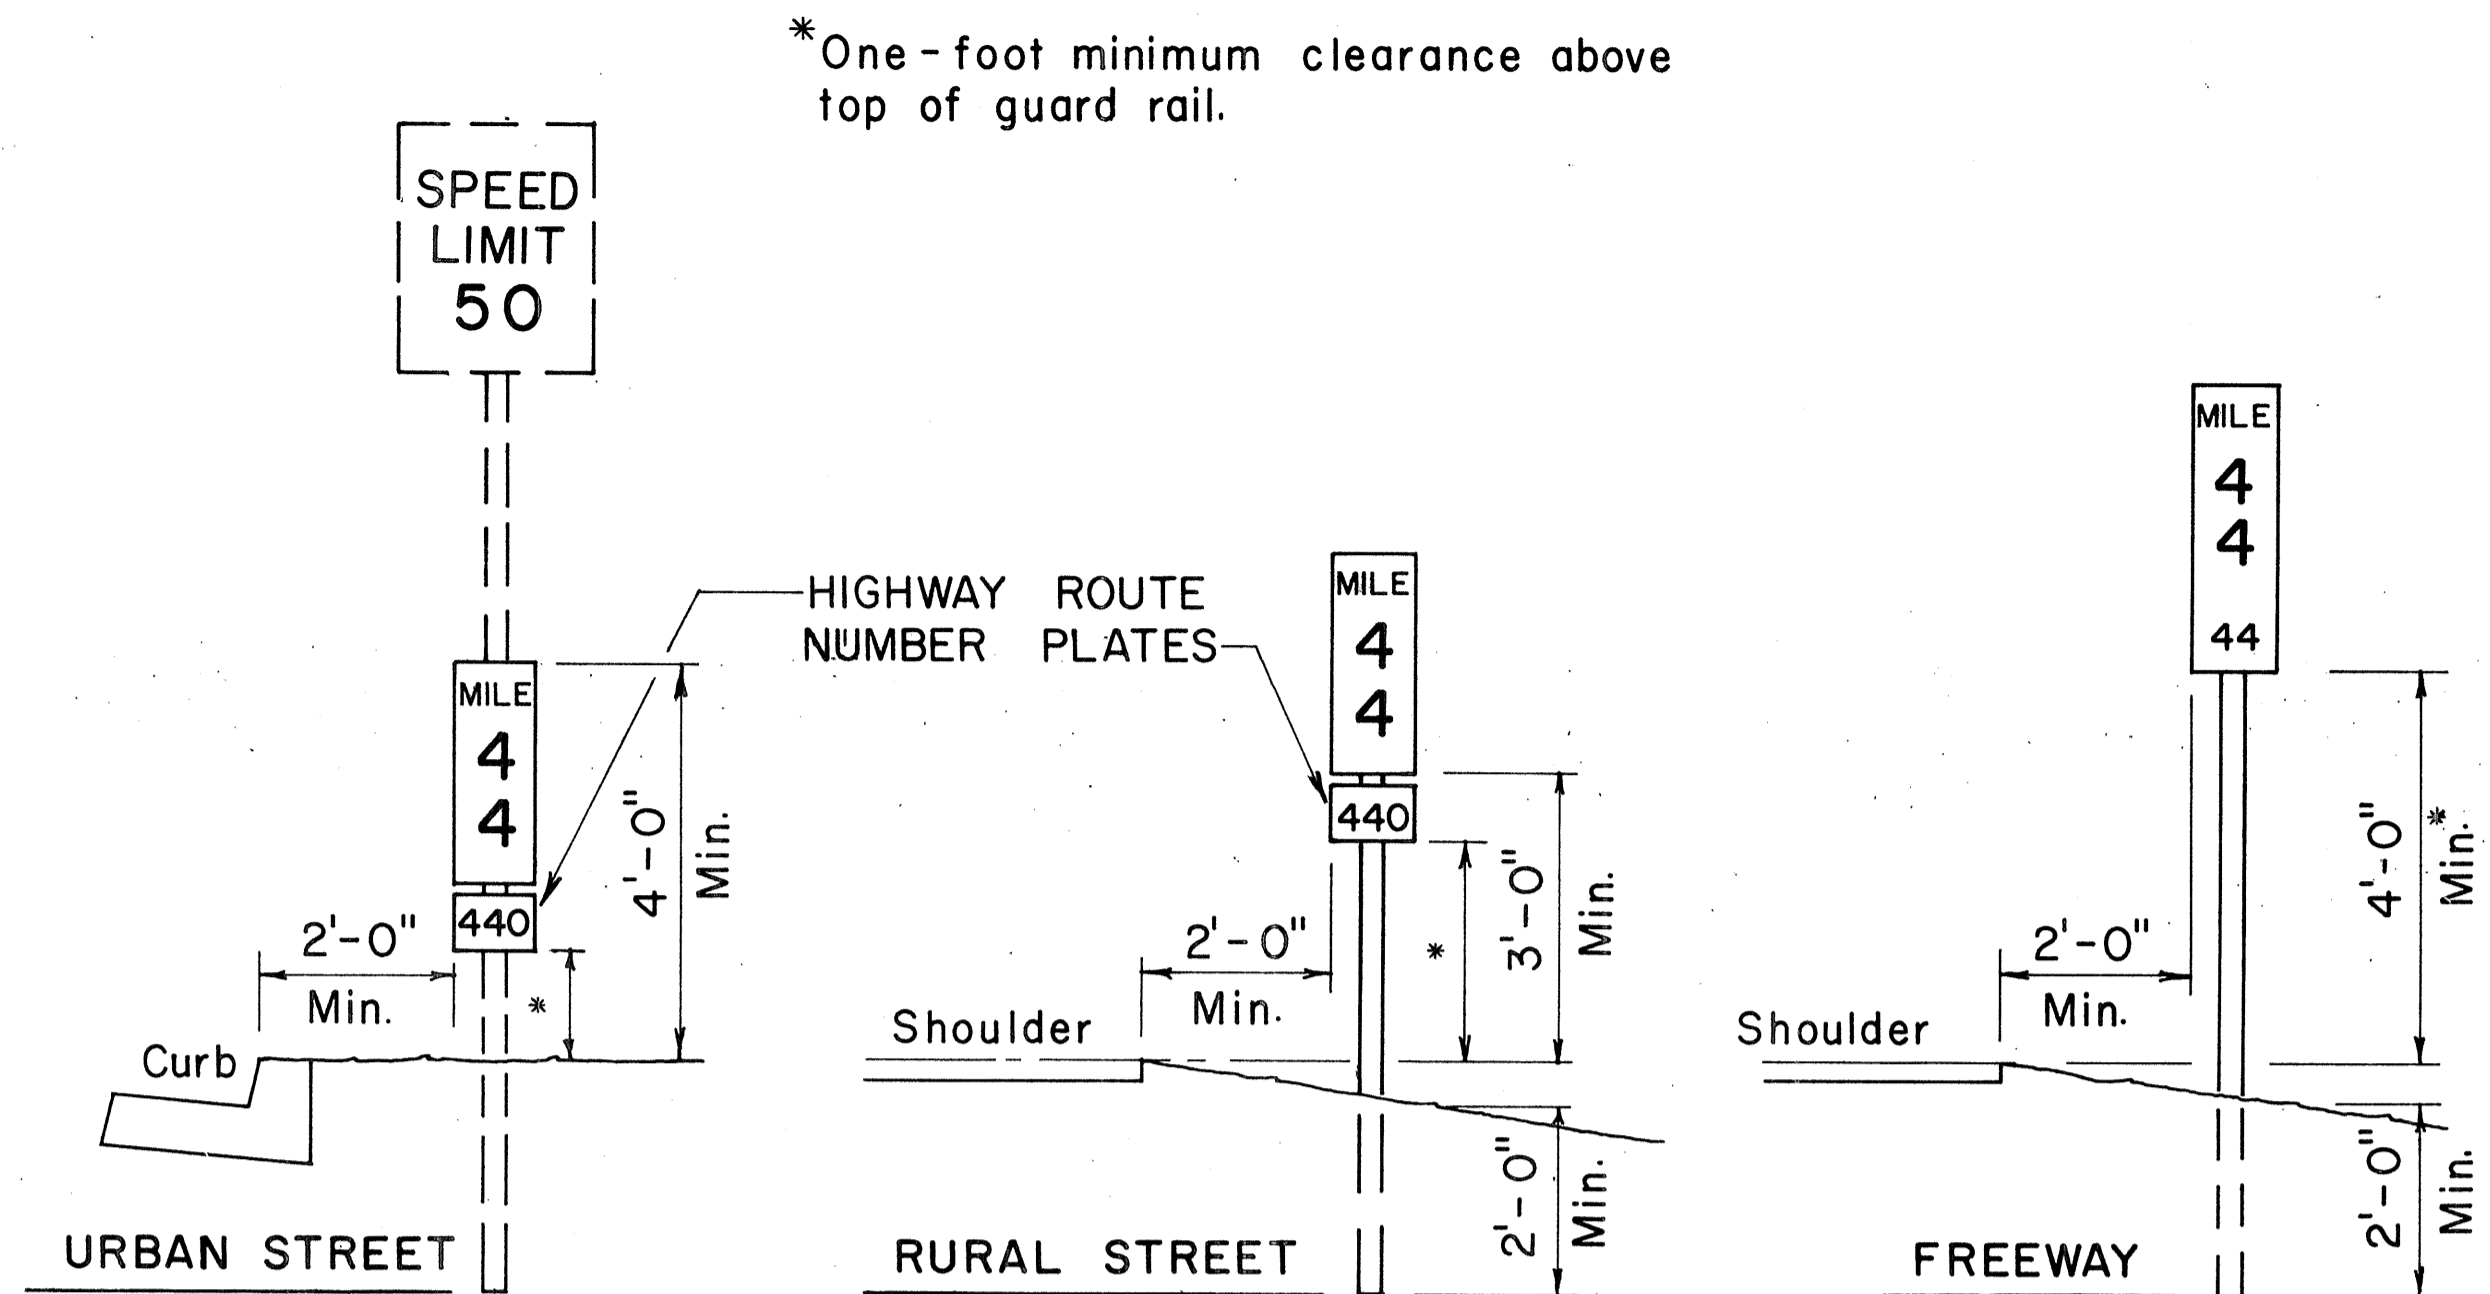 *One-foot minimum clearance above
top of guard rail.
SPEED
LIMIT
50
MILE
4
4
440
4'-0"
Min.
2'-0"
Min.
*
Curb
URBAN STREET
HIGHWAY ROUTE
NUMBER PLATES
MILE
4
4
440
*
3'-0"
Min.
2'-0"
Min.
Shoulder
2'-0"
Min.
RURAL STREET
MILE
4
4
44
4'-0"
Min.*
2'-0"
Min.
Shoulder
2'-0"
Min.
FREEWAY